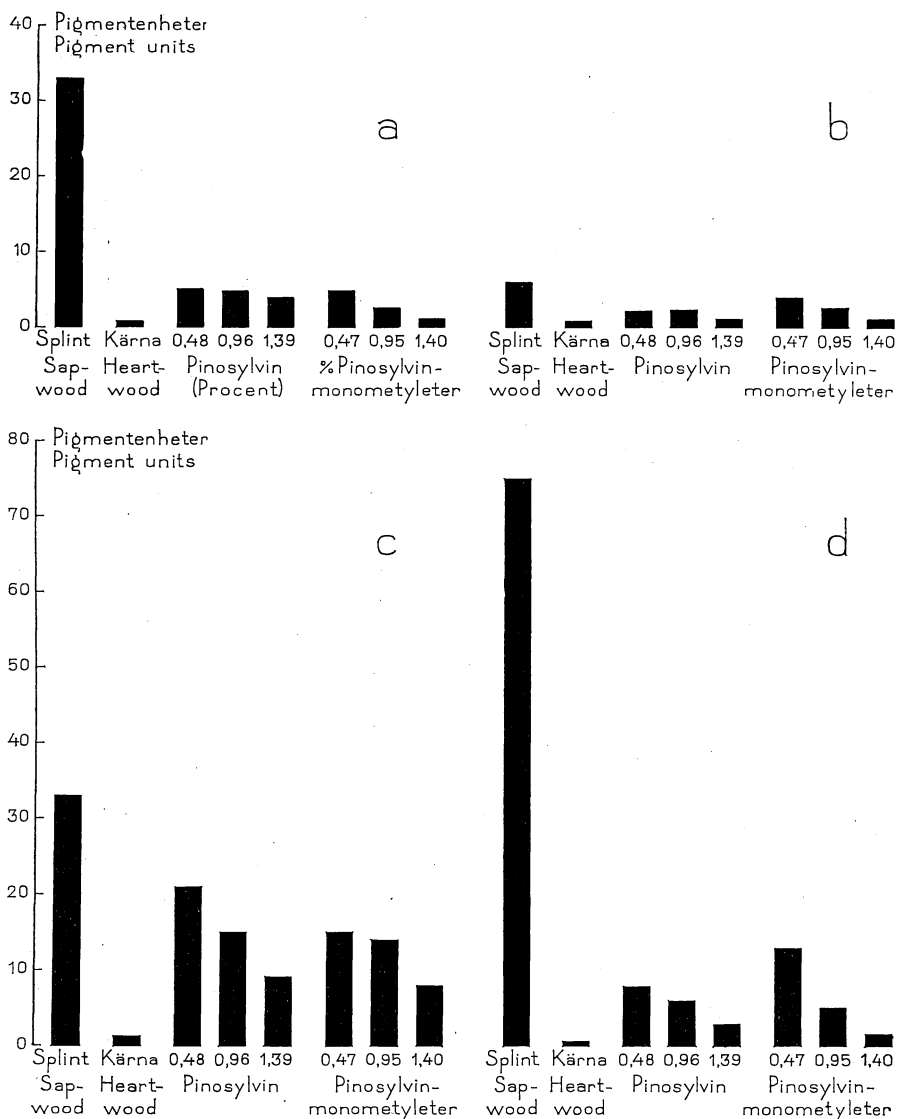 40
Pigmentenheter
Pigment units
30
20
10
0
a
b
Splint Kärna 0,48 0,96 1,39 0,47 0,95 1,40 Splint Kärna 0,48 0,96 1,39 0,47 0,95 1,40
Sap- Heart- Pinosylvin % Pinosylvin- Sap- Heart- Pinosylvin Pinosylvin-
wood wood (Procent) monometyleter wood wood monometyleter
80
Pigmentenheter
Pigment units
70
60
50
40
30
20
10
0
c
d
Splint Kärna 0,48 0,96 1,39 0,47 0,95 1,40 Splint Kärna 0,48 0,96 1,39 0,47 0,95 1,40
Sap- Heart- Pinosylvin Pinosylvin- Sap- Heart- Pinosylvin Pinosylvin-
wood wood monometyleter wood wood monometyleter